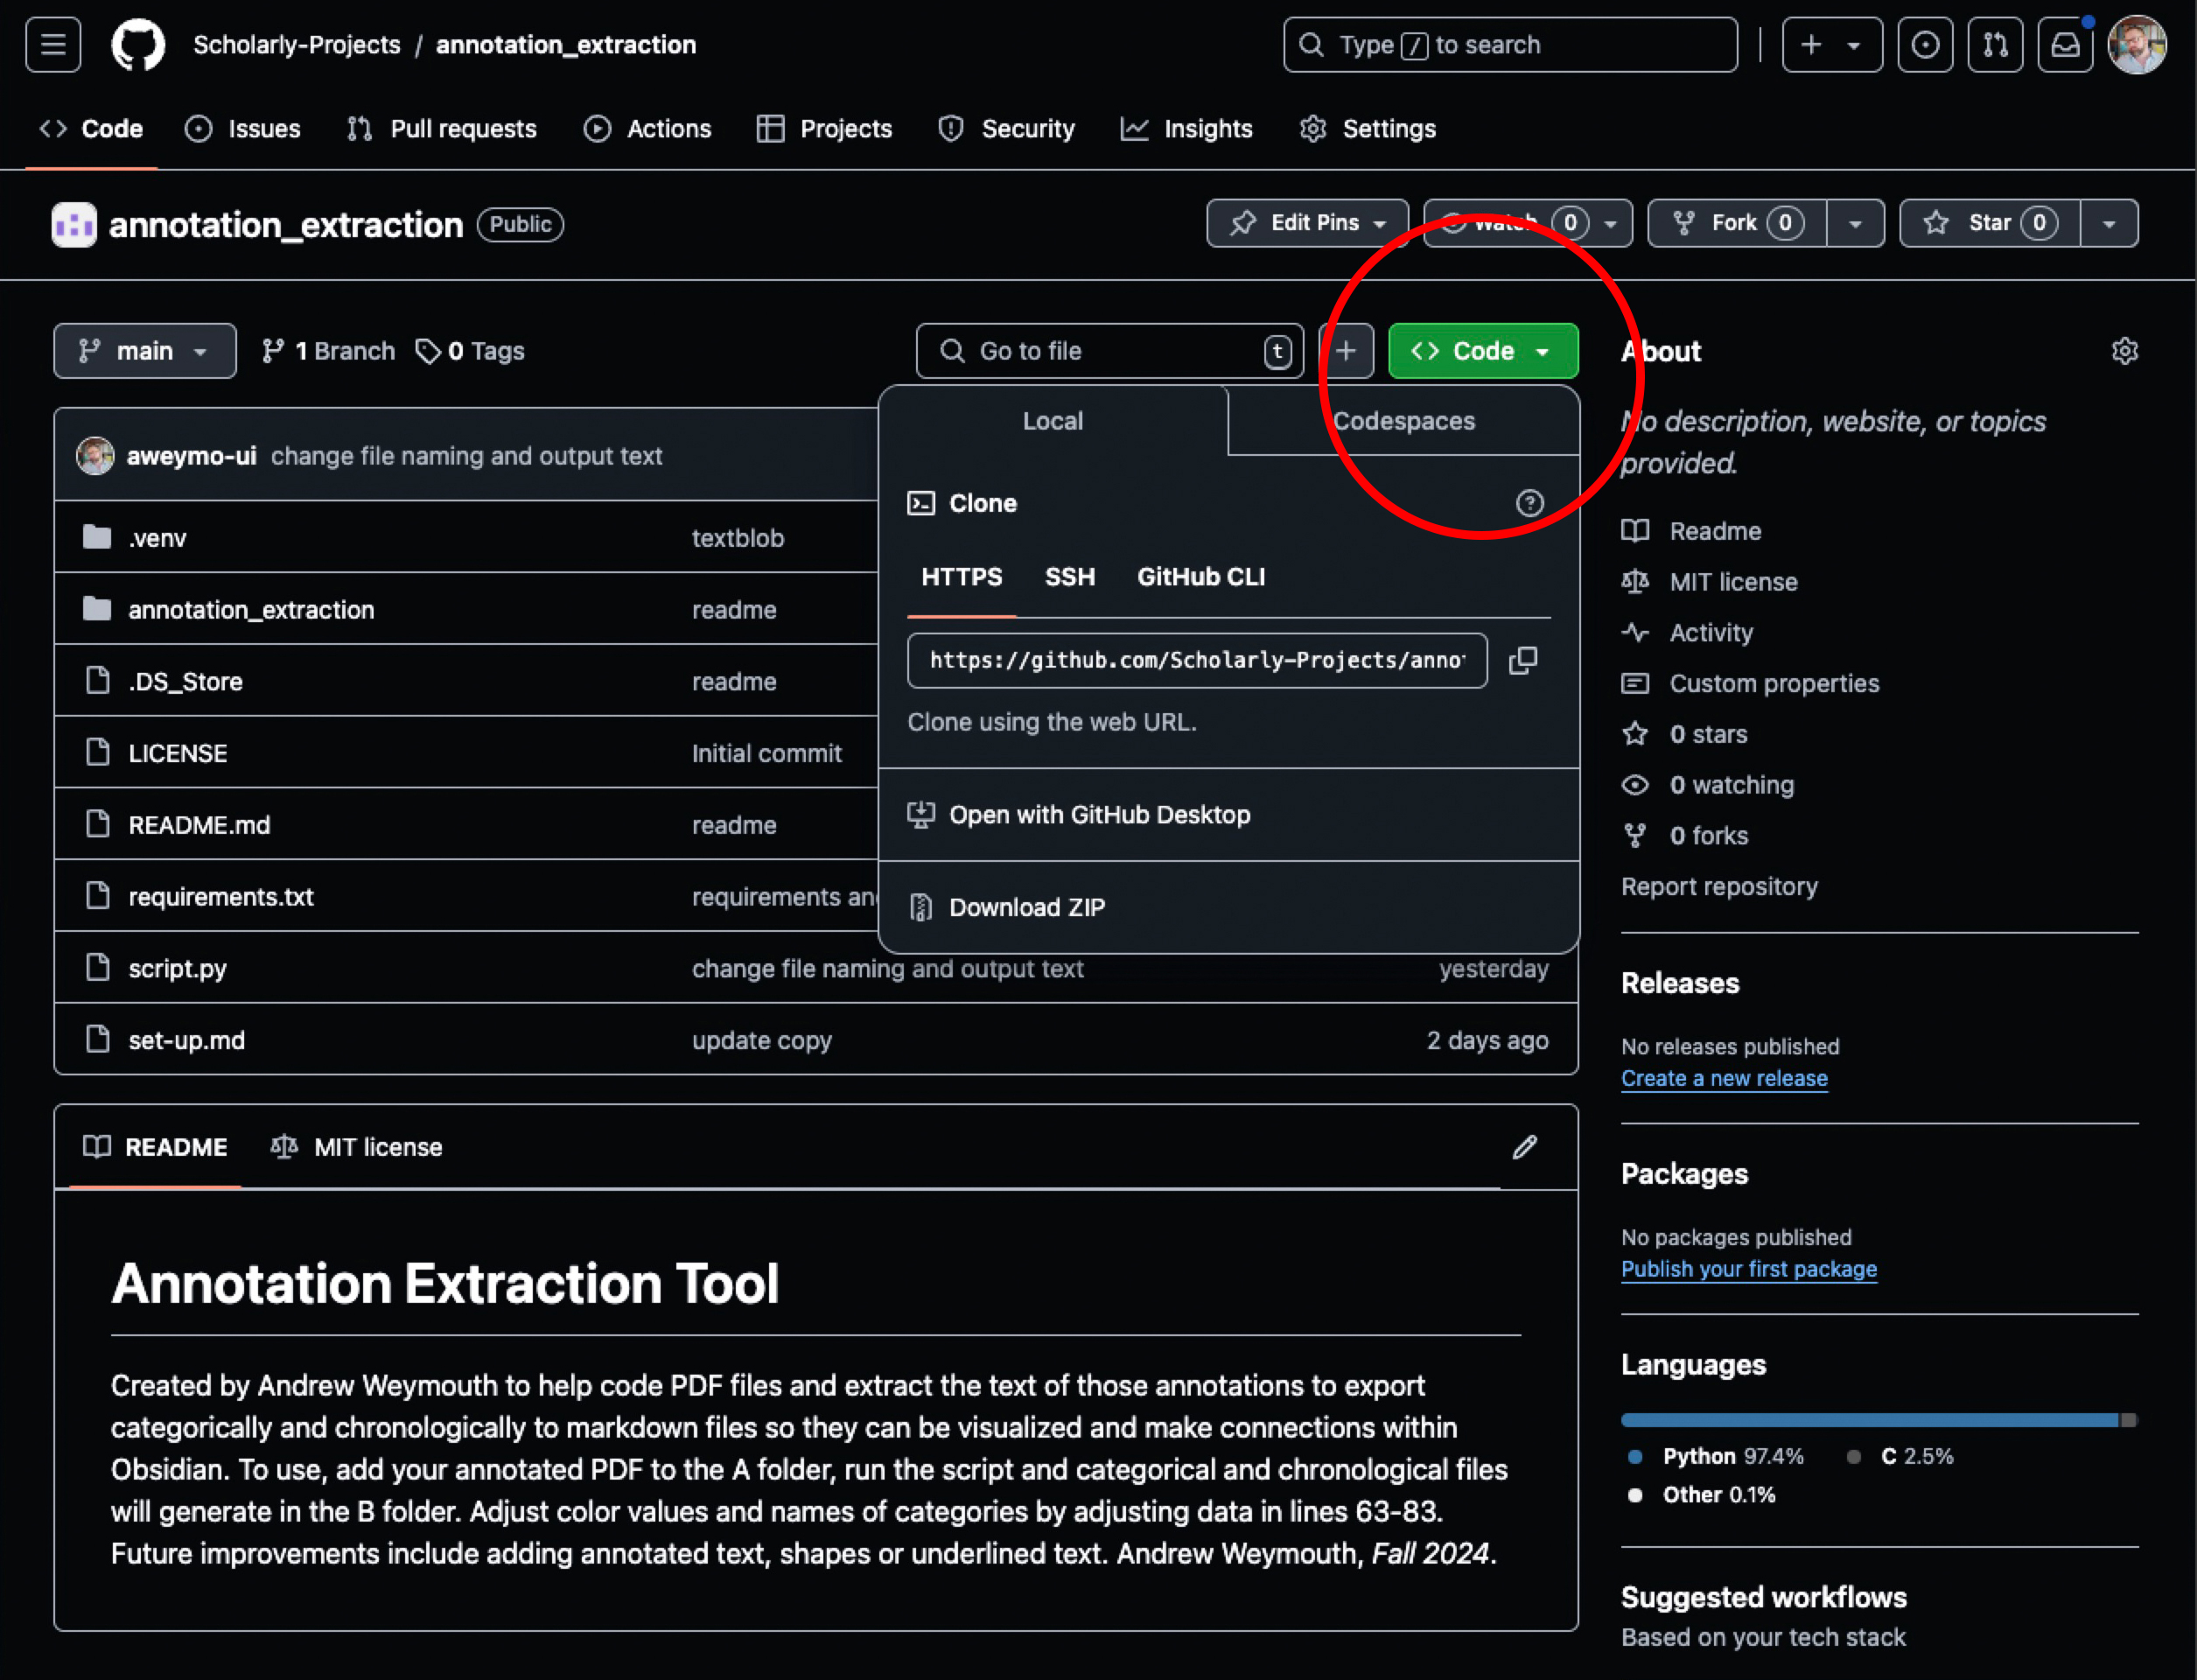 Scholarly-Projects / annotation_extraction
Type / to search
Code
Issues
Pull requests
Actions
Projects
Security
Insights
Settings
annotation_extraction
Public
Edit Pins
Watch 0
Fork 0
Star 0
main
1 Branch
0 Tags
Go to file
t
Code
Local
Codespaces
Clone
HTTPS
SSH
GitHub CLI
https://github.com/Scholarly-Projects/anno
Clone using the web URL.
Open with GitHub Desktop
Download ZIP
aweymo-ui change file naming and output text
.venv textblob
annotation_extraction readme
.DS_Store readme
LICENSE Initial commit
README.md readme
requirements.txt requirements an
script.py change file naming and output text yesterday
set-up.md update copy 2 days ago
README
MIT license
Annotation Extraction Tool
Created by Andrew Weymouth to help code PDF files and extract the text of those annotations to export
categorically and chronologically to markdown files so they can be visualized and make connections within
Obsidian. To use, add your annotated PDF to the A folder, run the script and categorical and chronological files
will generate in the B folder. Adjust color values and names of categories by adjusting data in lines 63-83.
Future improvements include adding annotated text, shapes or underlined text. Andrew Weymouth, Fall 2024.
About
No description, website, or topics
provided.
Readme
MIT license
Activity
Custom properties
0 stars
0 watching
0 forks
Report repository
Releases
No releases published
Create a new release
Packages
No packages published
Publish your first package
Languages
Python 97.4%
C 2.5%
Other 0.1%
Suggested workflows
Based on your tech stack